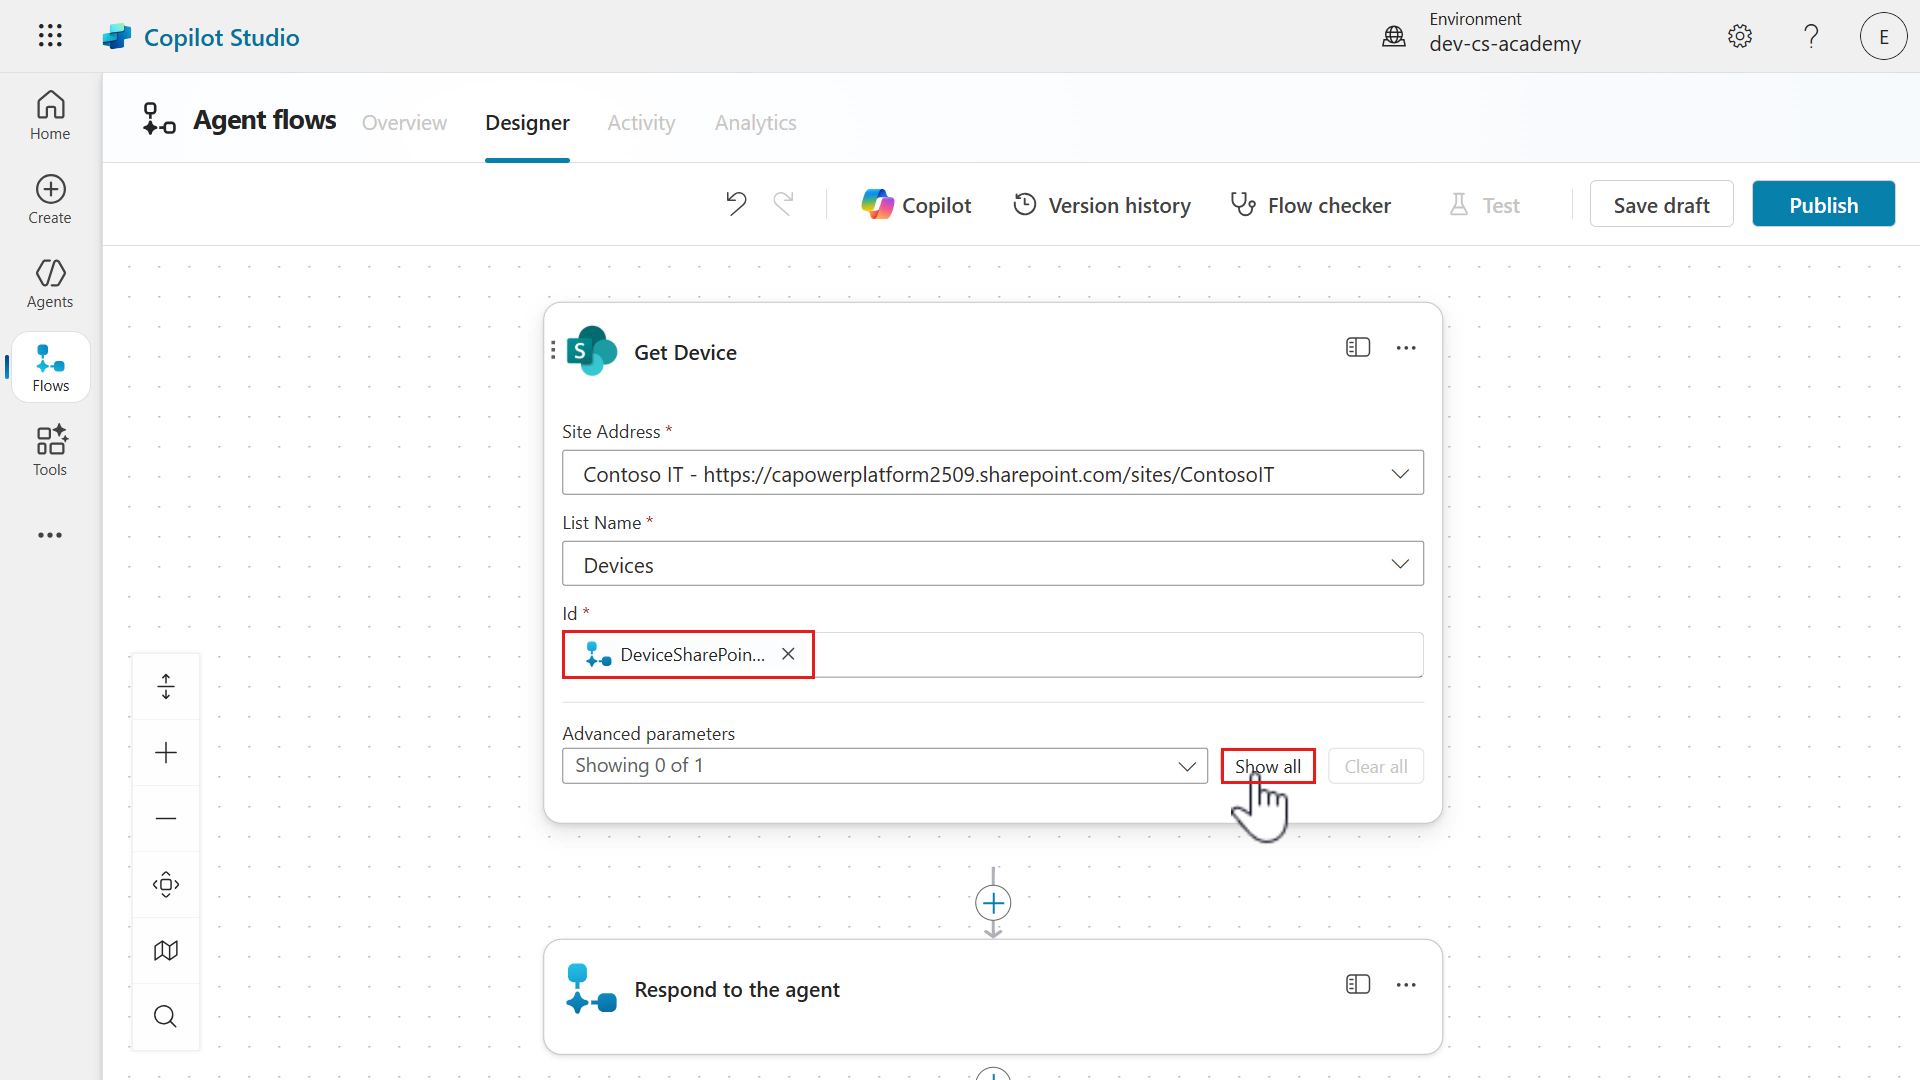 Copilot Studio
Environment
dev-cs-academy
?
E
Home
Create
Agents
Flows
Tools
Agent flows
Overview
Designer
Activity
Analytics
Copilot
Version history
Flow checker
Test
Save draft
Publish
S
Get Device
Site Address *
Contoso IT - https://capowerplatform2509.sharepoint.com/sites/ContosoIT
List Name *
Devices
Id *
DeviceSharePoin...
Advanced parameters
Showing 0 of 1
Show all
Clear all
Respond to the agent